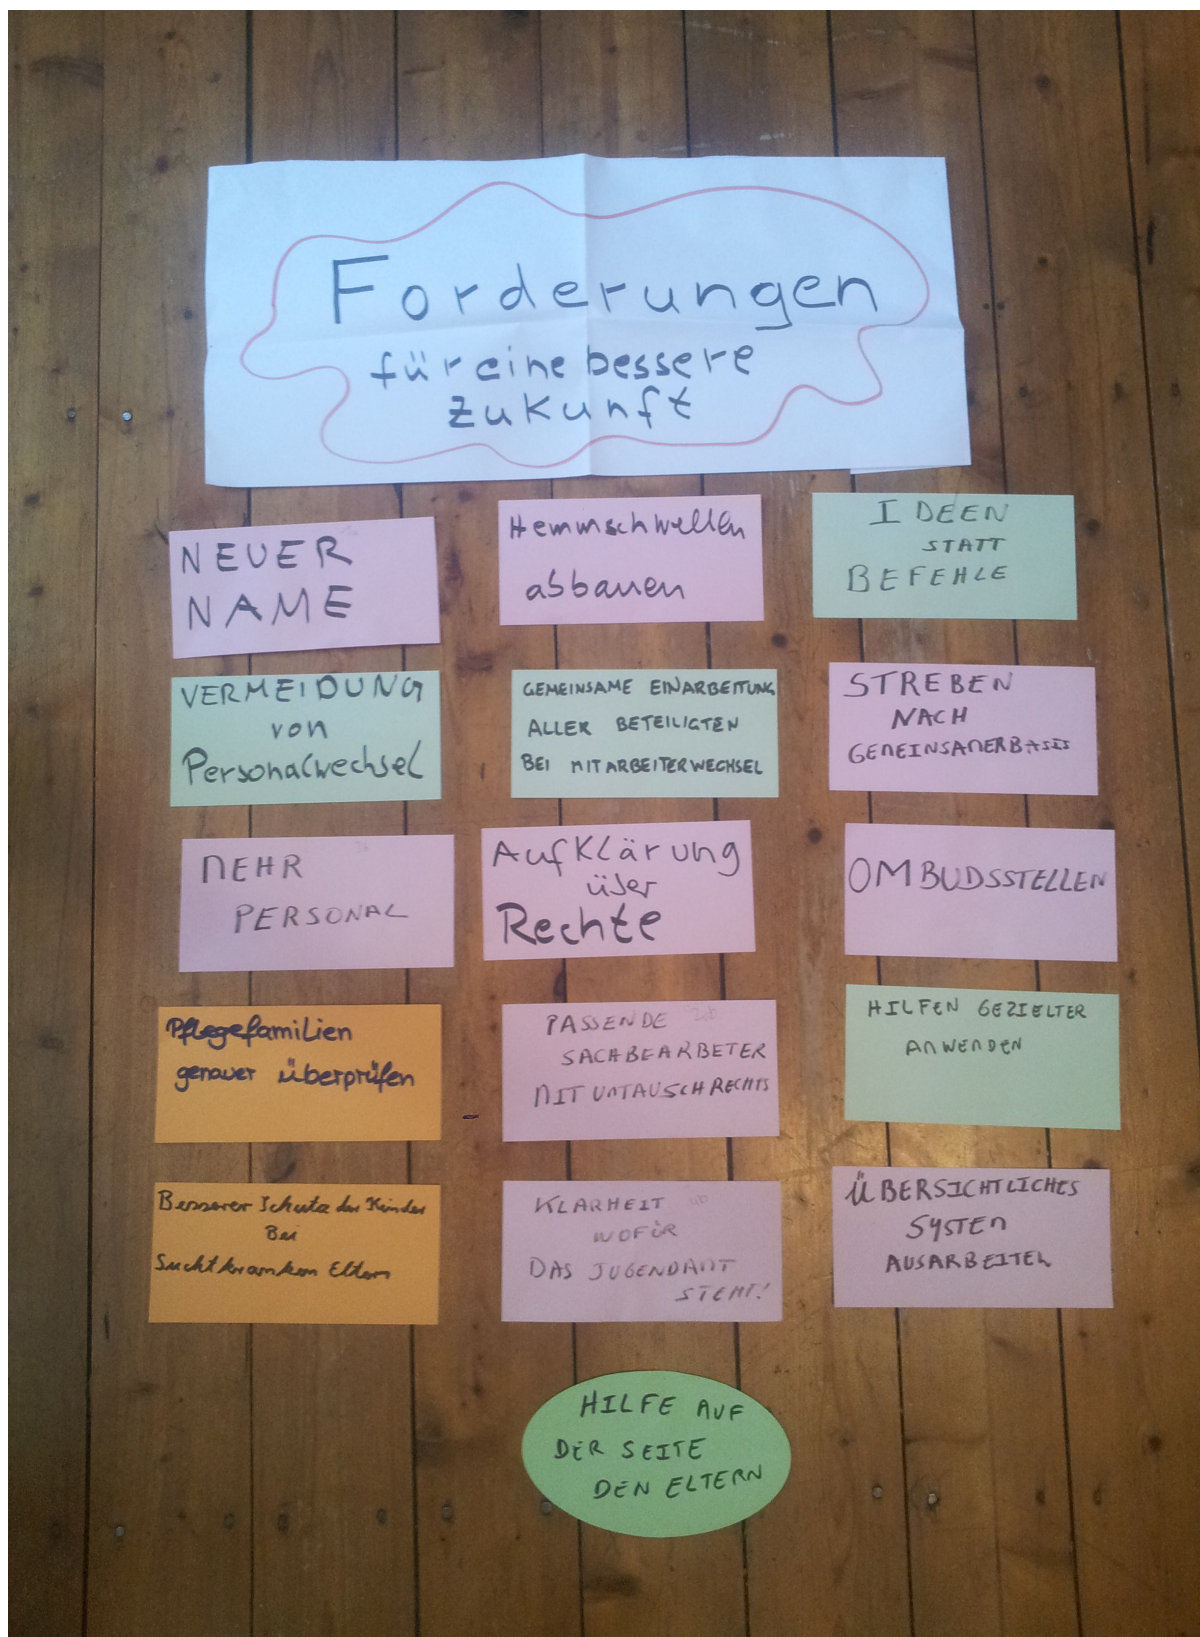 Forderungen
für eine bessere
Zukunft
NEUER
NAME
Hemmschwellen
abbauen
IDEEN
STATT
BEFEHLE
VERMEIDUNG
von
Personalwechsel
GEMEINSAME EINARBEITUNG
ALLER BETEILIGTEN
BEI MITARBEITERWECHSEL
STREBEN
NACH
GEMEINSAMER BASIS
MEHR
PERSONAL
Aufklärung
über
Rechte
OMBUDSSTELLEN
Pflegefamilien
genauer überprüfen
PASSENDE
SACHBEARBETER
MIT UMTAUSCHRECHTS
HILFEN GEZIELTER
ANWENDEN
Besserer Schutz der Kinder
Bei
Suchtkranken Eltern
KLARHEIT
WOFÜR
DAS JUGENDAMT
STEHT!
ÜBERSICHTLICHES
SYSTEM
AUSARBEITEN
HILFE AUF
DER SEITE
DEN ELTERN